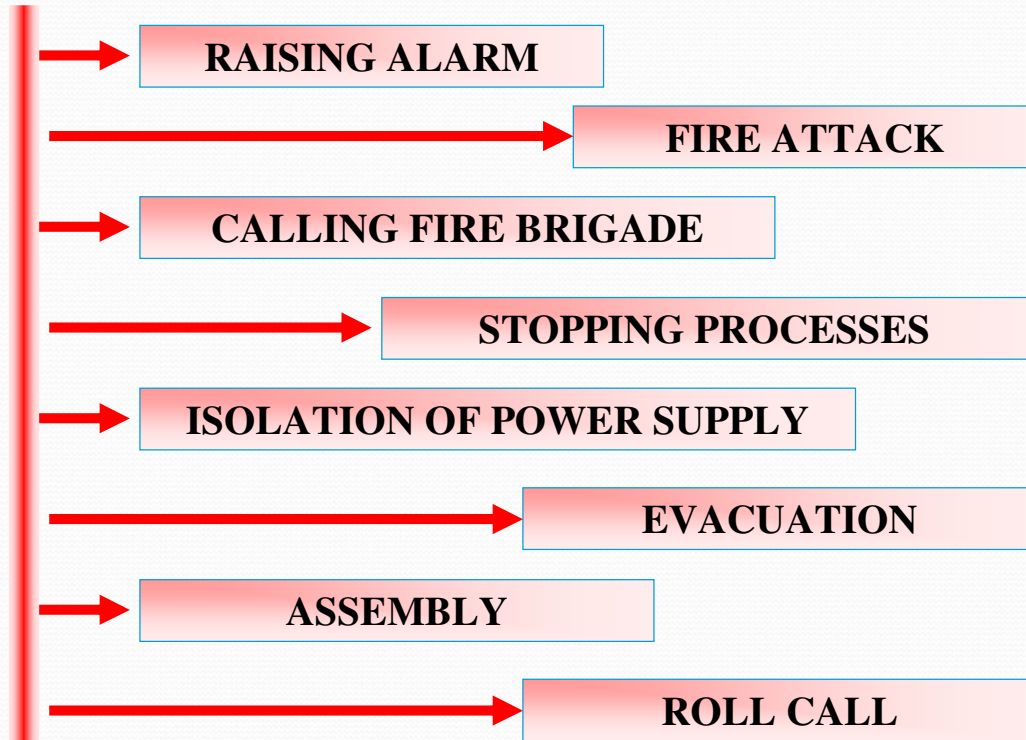 RAISING ALARM
FIRE ATTACK
CALLING FIRE BRIGADE
STOPPING PROCESSES
ISOLATION OF POWER SUPPLY
EVACUATION
ASSEMBLY
ROLL CALL